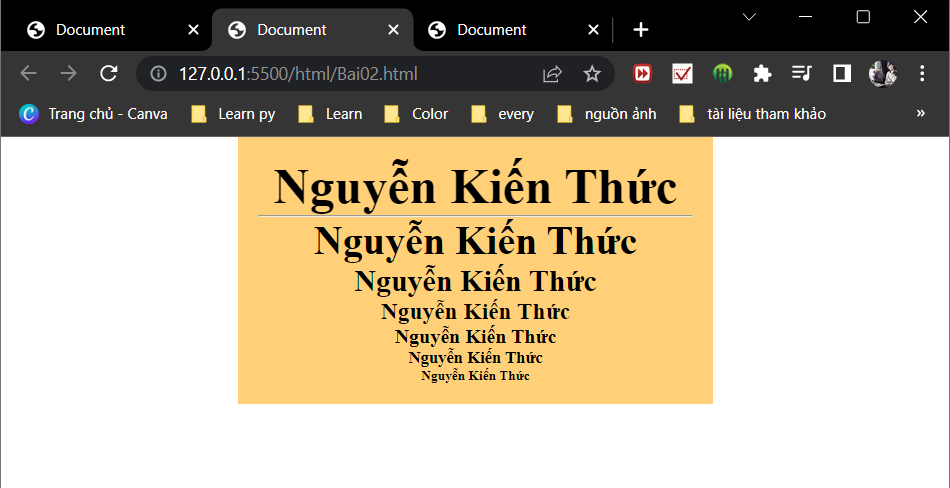 Document Document Document
127.0.0.1:5500/html/Bai02.html
Trang chủ - Canva Learn py Learn Color every nguồn ảnh tài liệu tham khảo »
Nguyễn Kiến Thức
Nguyễn Kiến Thức
Nguyễn Kiến Thức
Nguyễn Kiến Thức
Nguyễn Kiến Thức
Nguyễn Kiến Thức
Nguyễn Kiến Thức